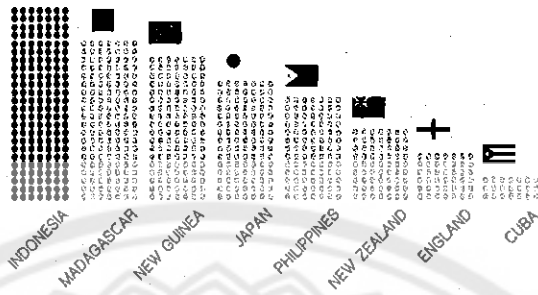 INDONESIA
MADAGASCAR
NEW GUINEA
JAPAN
PHILIPPINES
NEW ZEALAND
ENGLAND
CUBA